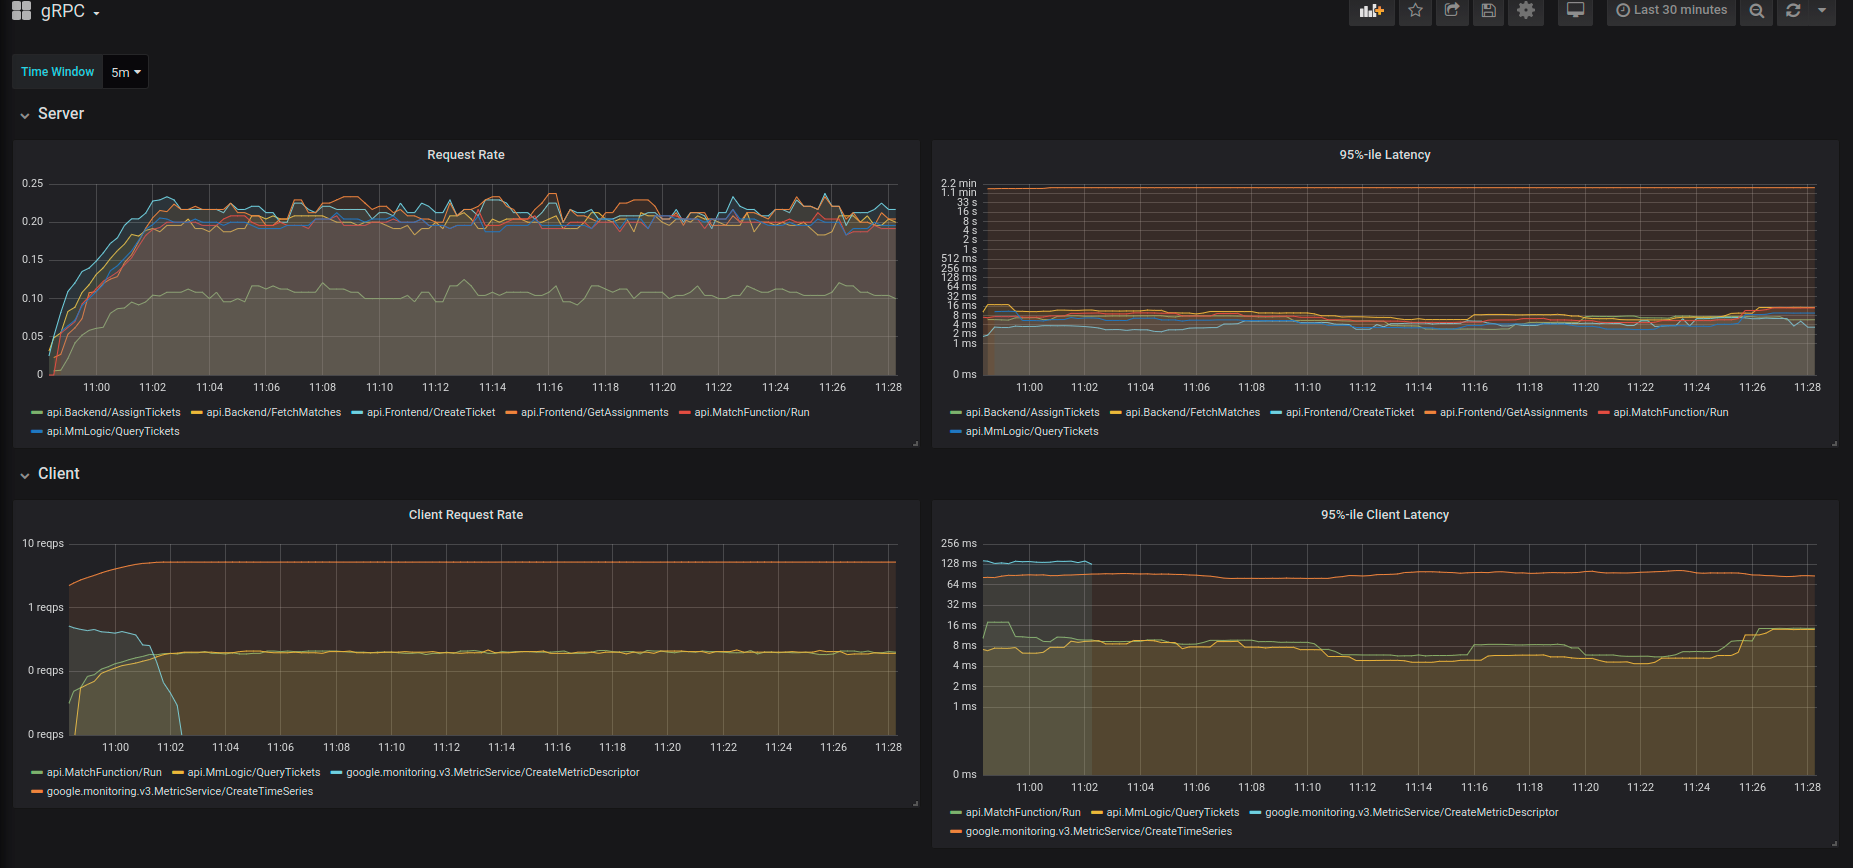 gRPC
Last 30 minutes
Time Window 5m
Server
Request Rate
0.25
0.20
0.15
0.10
0.05
0
11:00 11:02 11:04 11:06 11:08 11:10 11:12 11:14 11:16 11:18 11:20 11:22 11:24 11:26 11:28
api.Backend/AssignTickets api.Backend/FetchMatches api.Frontend/CreateTicket api.Frontend/GetAssignments api.MatchFunction/Run
api.MmLogic/QueryTickets
95%-ile Latency
2.2 min
1.1 min
33 s
16 s
8 s
4 s
2 s
1 s
512 ms
256 ms
128 ms
64 ms
32 ms
16 ms
8 ms
4 ms
2 ms
1 ms
0 ms
11:00 11:02 11:04 11:06 11:08 11:10 11:12 11:14 11:16 11:18 11:20 11:22 11:24 11:26 11:28
api.Backend/AssignTickets api.Backend/FetchMatches api.Frontend/CreateTicket api.Frontend/GetAssignments api.MatchFunction/Run
api.MmLogic/QueryTickets
Client
Client Request Rate
10 reqps
1 reqps
0 reqps
0 reqps
11:00 11:02 11:04 11:06 11:08 11:10 11:12 11:14 11:16 11:18 11:20 11:22 11:24 11:26 11:28
api.MatchFunction/Run api.MmLogic/QueryTickets google.monitoring.v3.MetricService/CreateMetricDescriptor
google.monitoring.v3.MetricService/CreateTimeSeries
95%-ile Client Latency
256 ms
128 ms
64 ms
32 ms
16 ms
8 ms
4 ms
2 ms
1 ms
0 ms
11:00 11:02 11:04 11:06 11:08 11:10 11:12 11:14 11:16 11:18 11:20 11:22 11:24 11:26 11:28
api.MatchFunction/Run api.MmLogic/QueryTickets google.monitoring.v3.MetricService/CreateMetricDescriptor
google.monitoring.v3.MetricService/CreateTimeSeries